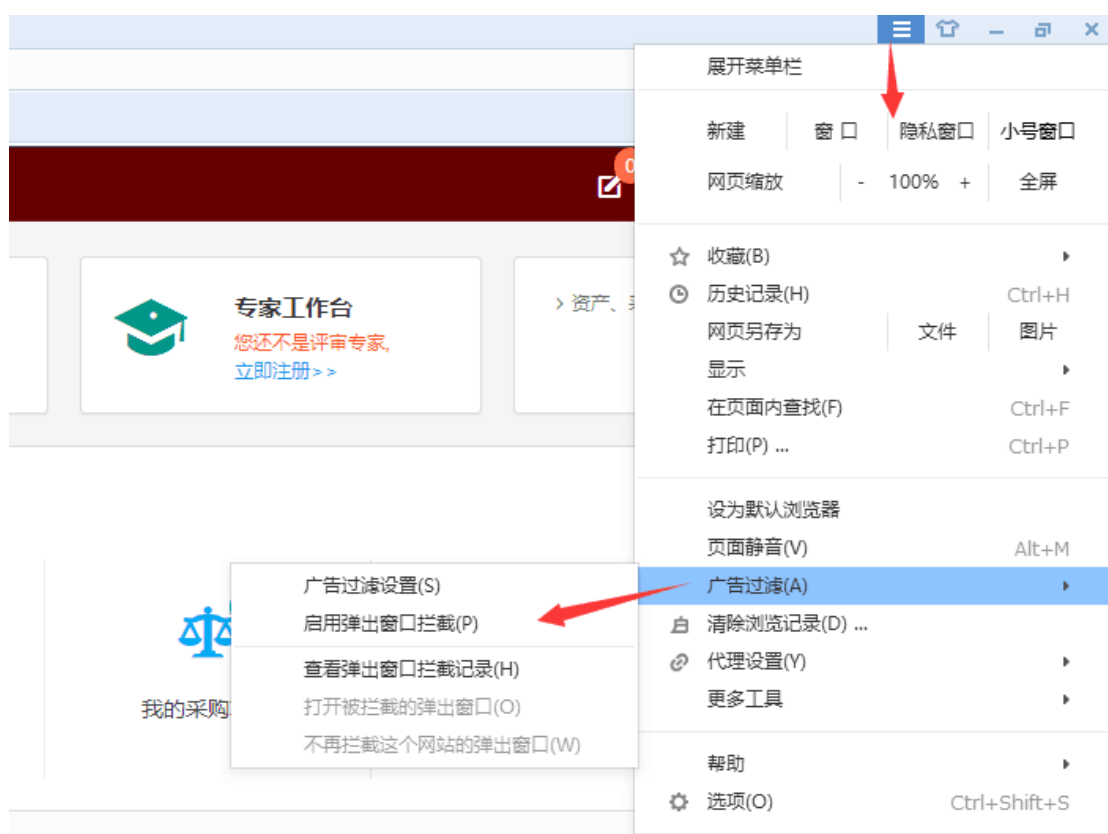 展开菜单栏
新建 窗口 隐私窗口 小号窗口
网页缩放 - 100% + 全屏
收藏(B)
历史记录(H) Ctrl+H
网页另存为 文件 图片
显示
在页面内查找(F) Ctrl+F
打印(P) ... Ctrl+P
设为默认浏览器
页面静音(V) Alt+M
广告过滤(A)
清除浏览记录(D) ...
代理设置(Y)
更多工具
帮助
选项(O) Ctrl+Shift+S
广告过滤设置(S)
启用弹出窗口拦截(P)
查看弹出窗口拦截记录(H)
打开被拦截的弹出窗口(O)
不再拦截这个网站的弹出窗口(W)
0
专家工作台
您还不是评审专家,
立即注册>>
> 资产、
我的采购